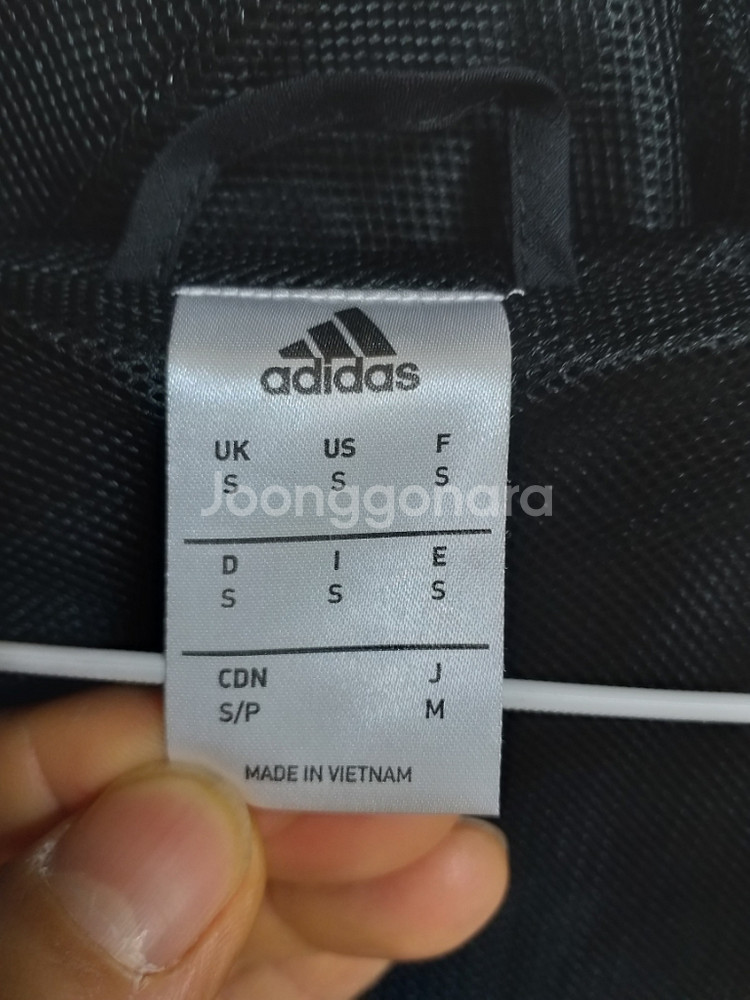 adidas
UK US F
S S S
Joonggonara
D I E
S S S
CDN J
S/P M
MADE IN VIETNAM